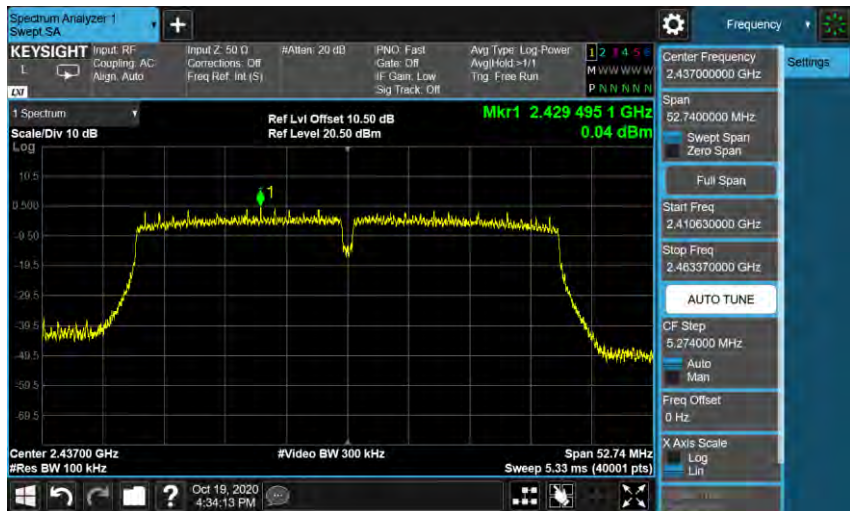 Spectrum Analyzer 1
Swept SA
+
Frequency
KEYSIGHT
L
LXI
Input: RF
Coupling: AC
Align: Auto
Input Z: 50 Ω
Corrections: Off
Freq Ref: Int (S)
#Atten: 20 dB
PNO: Fast
Gate: Off
IF Gain: Low
Sig Track: Off
Avg Type: Log-Power
Avg|Hold:>1/1
Trig: Free Run
1 2 3 4 5 6
M W W W W W
P N N N N N
Settings
Center Frequency
2.437000000 GHz
Span
52.7400000 MHz
Swept Span
Zero Span
Full Span
Start Freq
2.410630000 GHz
Stop Freq
2.463370000 GHz
AUTO TUNE
CF Step
5.274000 MHz
Auto
Man
Freq Offset
0 Hz
X Axis Scale
Log
Lin
1 Spectrum
Scale/Div 10 dB
Log
Ref Lvl Offset 10.50 dB
Ref Level 20.50 dBm
Mkr1 2.429 495 1 GHz
0.04 dBm
1
10.5
0.500
-9.50
-19.5
-29.5
-39.5
-49.5
-59.5
-69.5
Center 2.43700 GHz
#Res BW 100 kHz
#Video BW 300 kHz
Span 52.74 MHz
Sweep 5.33 ms (40001 pts)
?
Oct 19, 2020
4:34:13 PM